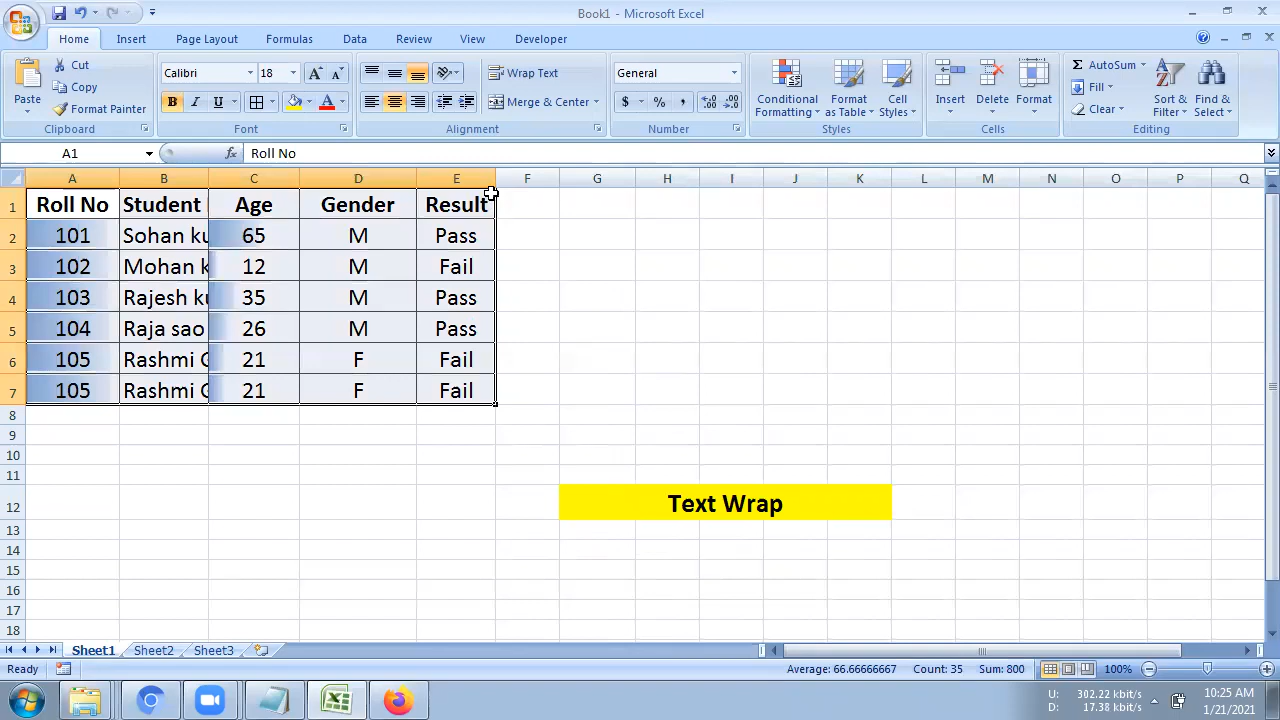 Book1 - Microsoft Excel
Home Insert Page Layout Formulas Data Review View Developer
Paste
Cut
Copy
Format Painter
Clipboard
Calibri 18
B I U
Font
Wrap Text
Merge & Center
Alignment
General
$ % ,
Number
Conditional Formatting
Format as Table
Cell Styles
Styles
Insert Delete Format
Cells
AutoSum
Fill
Clear
Sort & Filter
Find & Select
Editing
A1 fx Roll No
A B C D E F G H I J K L M N O P Q
1 Roll No Student Age Gender Result
2 101 Sohan ku 65 M Pass
3 102 Mohan k 12 M Fail
4 103 Rajesh ku 35 M Pass
5 104 Raja sao 26 M Pass
6 105 Rashmi G 21 F Fail
7 105 Rashmi G 21 F Fail
8
9
10
11
12 Text Wrap
13
14
15
16
17
18
Sheet1 Sheet2 Sheet3
Ready Average: 66.66666667 Count: 35 Sum: 800 100%
U: 302.22 kbit/s
D: 17.38 kbit/s
10:25 AM
1/21/2021